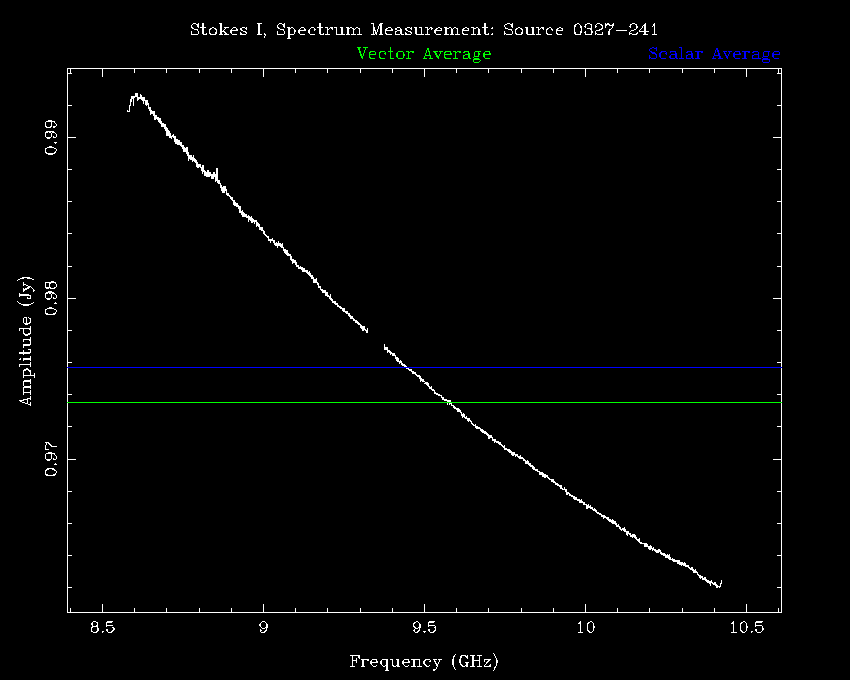 Stokes I, Spectrum Measurement: Source 0327−241
Vector Average Scalar Average
0.99
0.98
0.97
Amplitude (Jy)
8.5 9 9.5 10 10.5
Frequency (GHz)